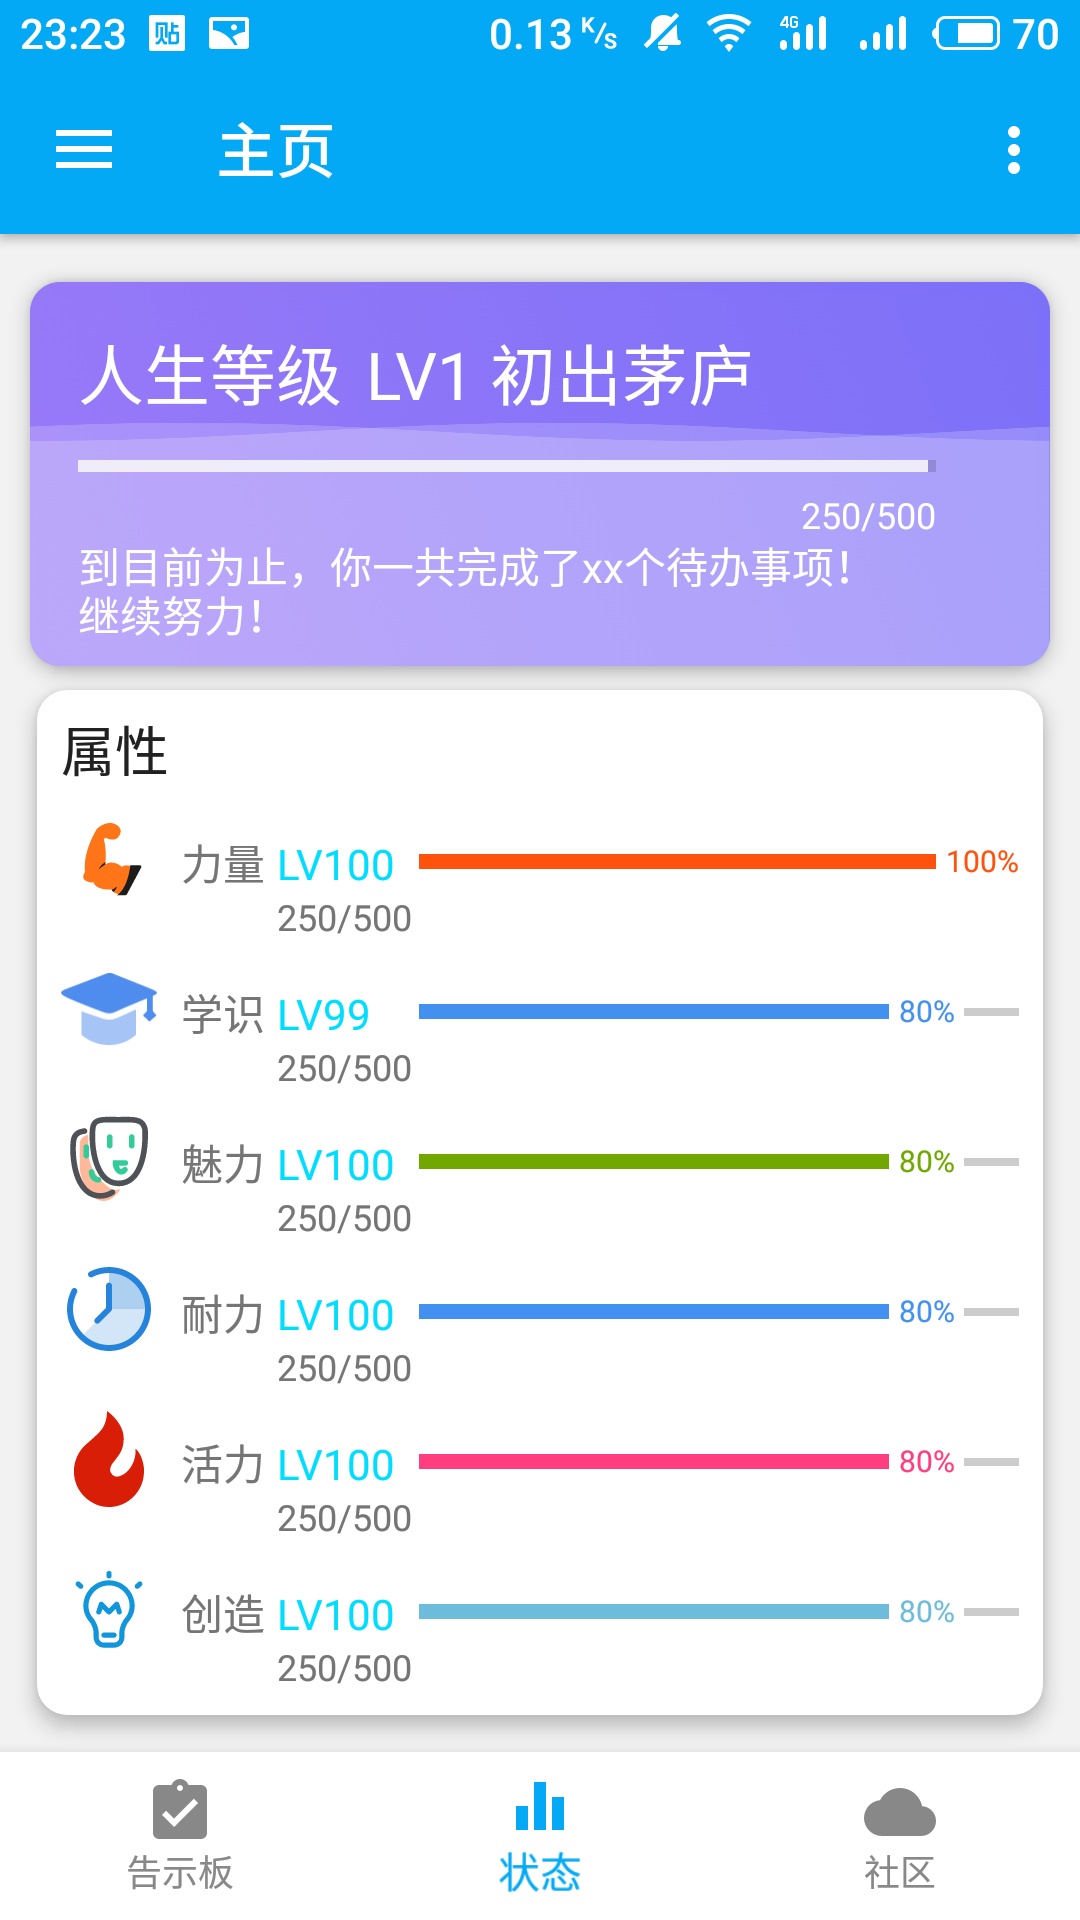 23:23 贴 0.13 K/s 4G 70
主页
人生等级 LV1 初出茅庐
250/500
到目前为止，你一共完成了xx个待办事项！
继续努力！
属性
力量 LV100 100%
250/500
学识 LV99 80%
250/500
魅力 LV100 80%
250/500
耐力 LV100 80%
250/500
活力 LV100 80%
250/500
创造 LV100 80%
250/500
告示板 状态 社区